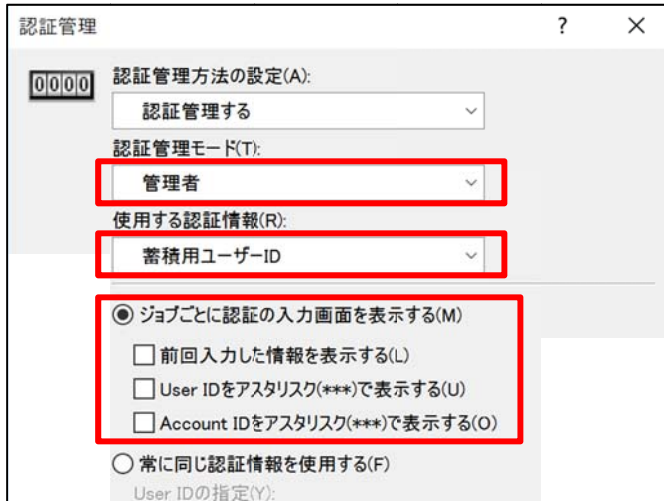 認証管理 ?
0000
認証管理方法の設定(A):
認証管理する
認証管理モード(T):
管理者
使用する認証情報(R):
蓄積用ユーザーID
ジョブごとに認証の入力画面を表示する(M)
前回入力した情報を表示する(L)
User IDをアスタリスク(***)で表示する(U)
Account IDをアスタリスク(***)で表示する(O)
常に同じ認証情報を使用する(F)
User IDの指定(Y):